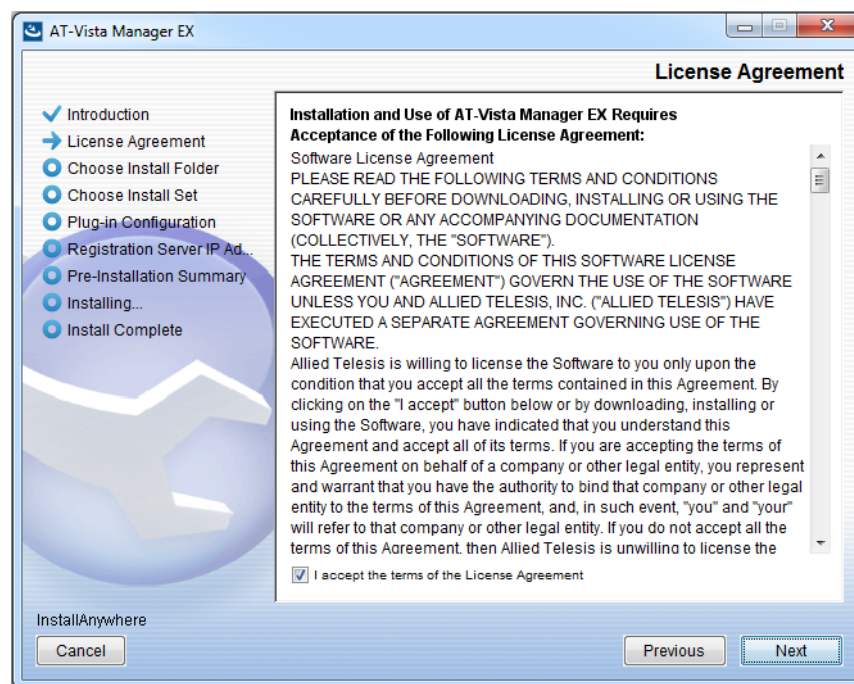 AT-Vista Manager EX
License Agreement
Introduction
License Agreement
Choose Install Folder
Choose Install Set
Plug-in Configuration
Registration Server IP Ad...
Pre-Installation Summary
Installing...
Install Complete
Installation and Use of AT-Vista Manager EX Requires
Acceptance of the Following License Agreement:
Software License Agreement
PLEASE READ THE FOLLOWING TERMS AND CONDITIONS
CAREFULLY BEFORE DOWNLOADING, INSTALLING OR USING THE
SOFTWARE OR ANY ACCOMPANYING DOCUMENTATION
(COLLECTIVELY, THE "SOFTWARE").
THE TERMS AND CONDITIONS OF THIS SOFTWARE LICENSE
AGREEMENT ("AGREEMENT") GOVERN THE USE OF THE SOFTWARE
UNLESS YOU AND ALLIED TELESIS, INC. ("ALLIED TELESIS") HAVE
EXECUTED A SEPARATE AGREEMENT GOVERNING USE OF THE
SOFTWARE.
Allied Telesis is willing to license the Software to you only upon the
condition that you accept all the terms contained in this Agreement. By
clicking on the "I accept" button below or by downloading, installing or
using the Software, you have indicated that you understand this
Agreement and accept all of its terms. If you are accepting the terms of
this Agreement on behalf of a company or other legal entity, you represent
and warrant that you have the authority to bind that company or other legal
entity to the terms of this Agreement, and, in such event, "you" and "your"
will refer to that company or other legal entity. If you do not accept all the
terms of this Agreement, then Allied Telesis is unwilling to license the
I accept the terms of the License Agreement
InstallAnywhere
Cancel
Previous
Next